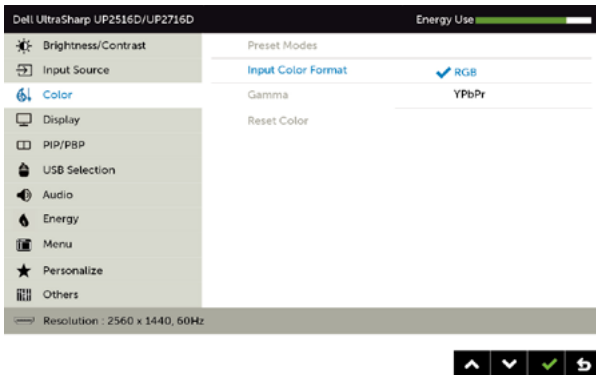 Dell UltraSharp UP2516D/UP2716D Energy Use
Brightness/Contrast Preset Modes
Input Source Input Color Format RGB
Color Gamma YPbPr
Display Reset Color
PIP/PBP
USB Selection
Audio
Energy
Menu
Personalize
Others
Resolution : 2560 x 1440, 60Hz